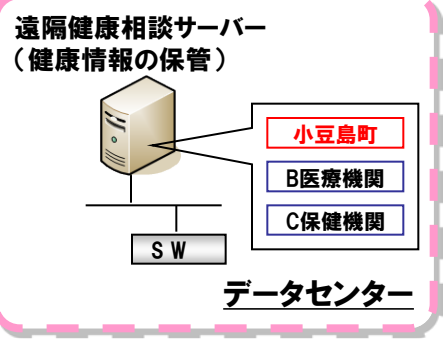 遠隔健康相談サーバー
（健康情報の保管）
小豆島町
B医療機関
C保健機関
SW
データセンター